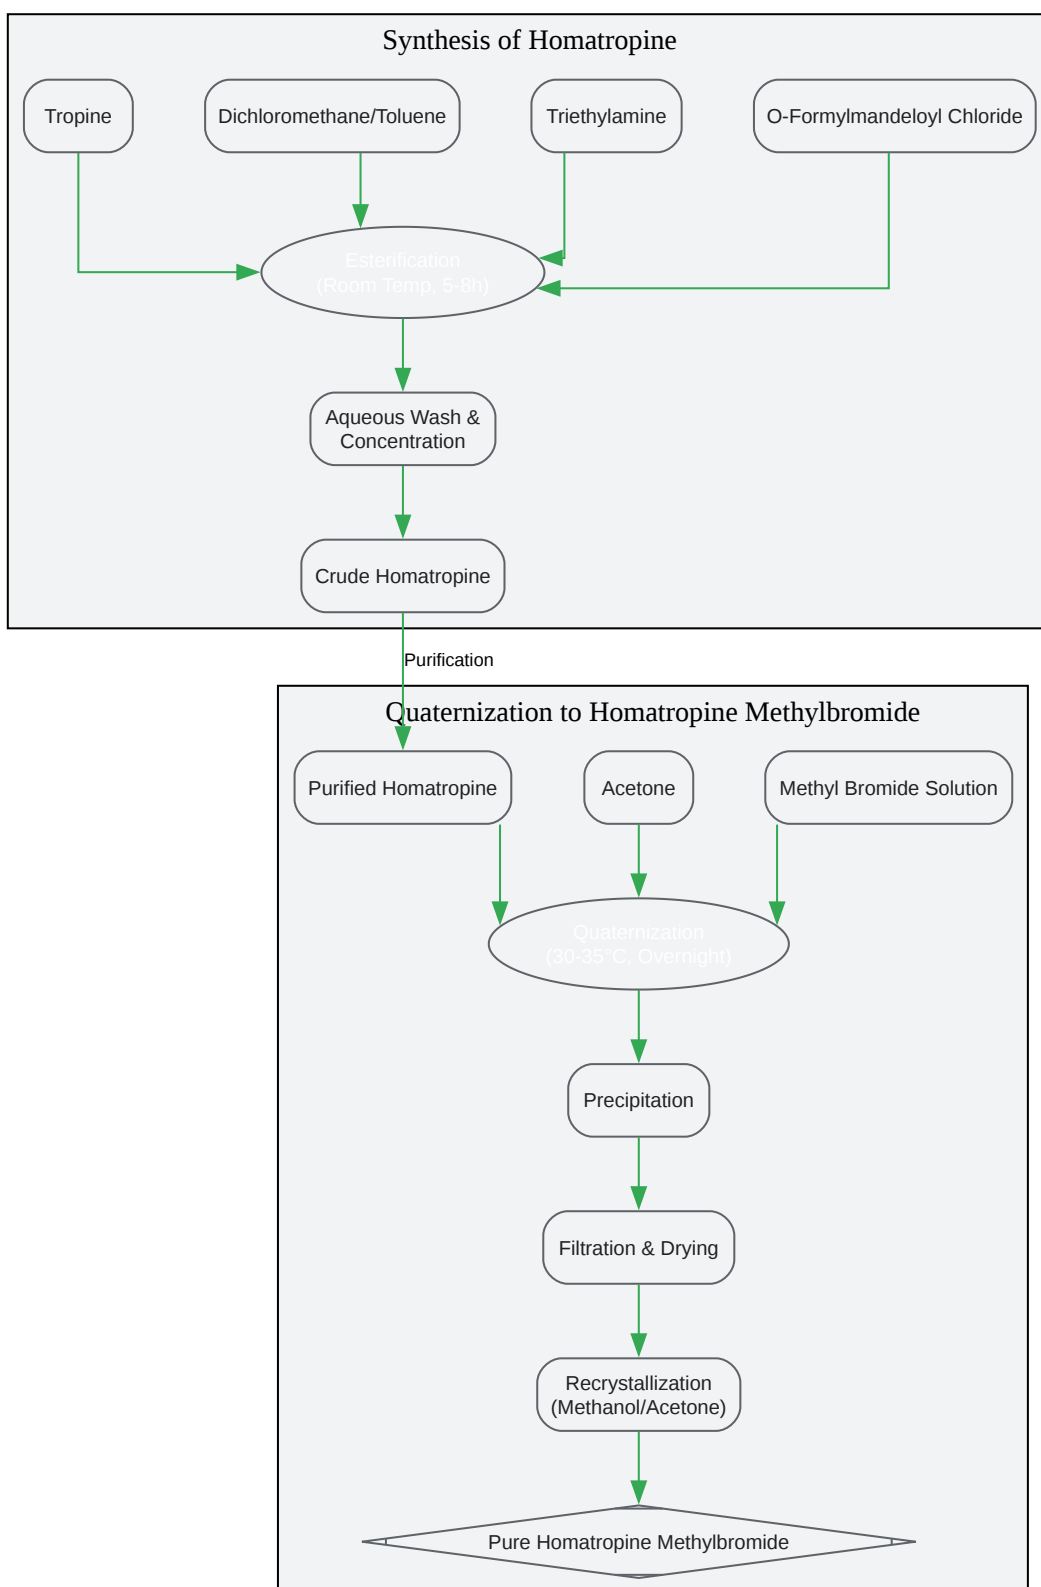 Synthesis of Homatropine
Tropine
Dichloromethane/Toluene
Triethylamine
O-Formylmandeloyl Chloride
Esterification
(Room Temp, 5-8h)
Aqueous Wash &
Concentration
Crude Homatropine
Purification
Quaternization to Homatropine Methylbromide
Purified Homatropine
Acetone
Methyl Bromide Solution
Quaternization
(30-35°C, Overnight)
Precipitation
Filtration & Drying
Recrystallization
(Methanol/Acetone)
Pure Homatropine Methylbromide